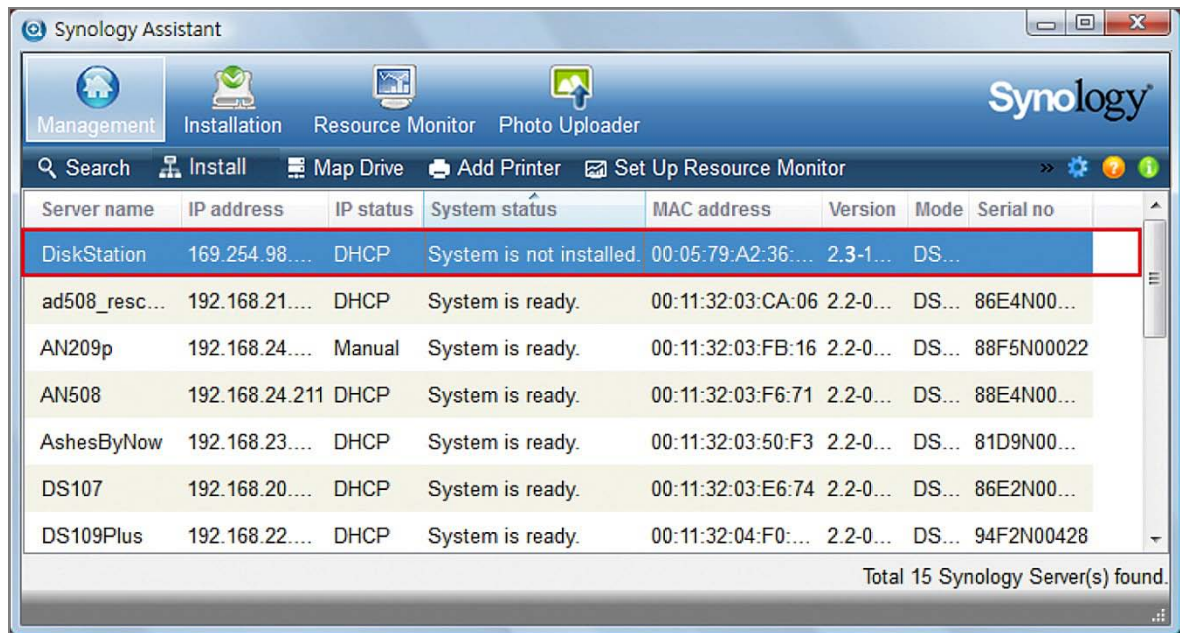 Synology Assistant
Synology
Management Installation Resource Monitor Photo Uploader
Search Install Map Drive Add Printer Set Up Resource Monitor »
Server name IP address IP status System status MAC address Version Mode Serial no
DiskStation 169.254.98.... DHCP System is not installed. 00:05:79:A2:36:... 2.3-1... DS...
ad508_resc... 192.168.21.... DHCP System is ready. 00:11:32:03:CA:06 2.2-0... DS... 86E4N00...
AN209p 192.168.24.... Manual System is ready. 00:11:32:03:FB:16 2.2-0... DS... 88F5N00022
AN508 192.168.24.211 DHCP System is ready. 00:11:32:03:F6:71 2.2-0... DS... 88E4N00...
AshesByNow 192.168.23.... DHCP System is ready. 00:11:32:03:50:F3 2.2-0... DS... 81D9N00...
DS107 192.168.20.... DHCP System is ready. 00:11:32:03:E6:74 2.2-0... DS... 86E2N00...
DS109Plus 192.168.22.... DHCP System is ready. 00:11:32:04:F0:... 2.2-0... DS... 94F2N00428
Total 15 Synology Server(s) found.